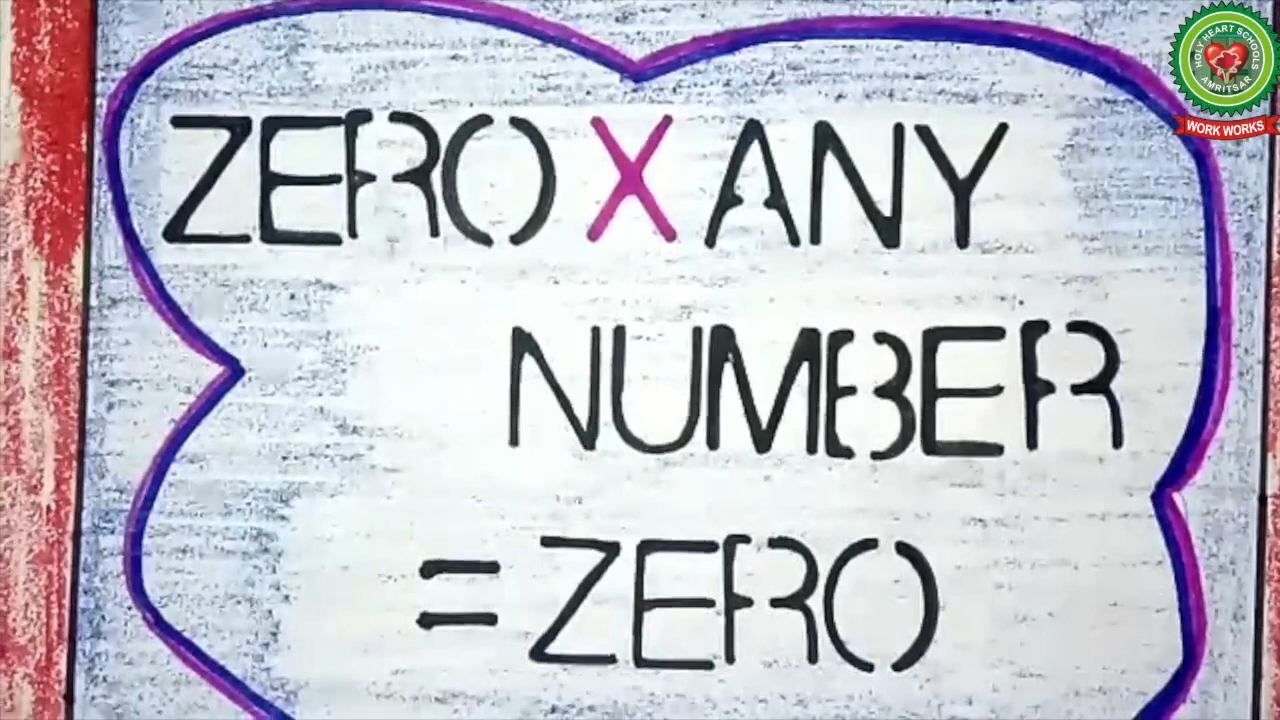 ZERO X ANY
NUMBER
= ZERO
HOLY HEART SCHOOLS
AMRITSAR
WORK WORKS